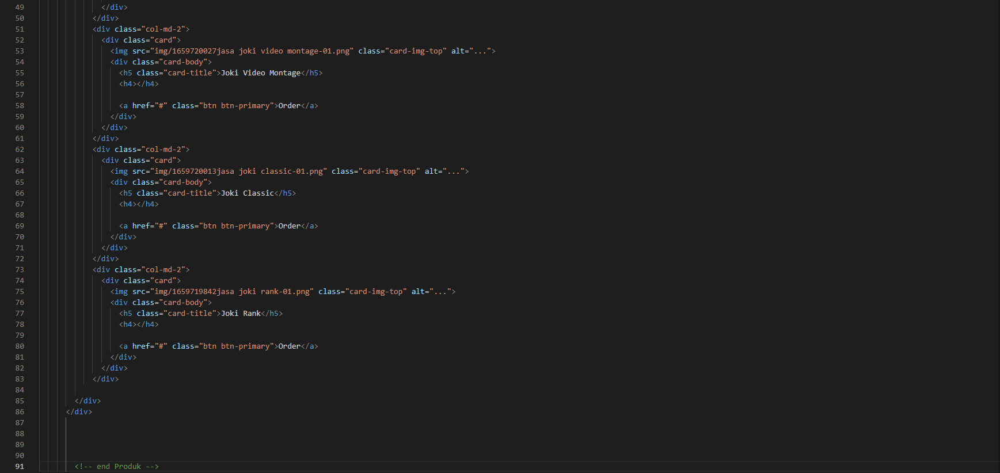 49 </div>
50 </div>
51 <div class="col-md-2">
52 <div class="card">
53 <img src="img/1659720027jasa joki video montage-01.png" class="card-img-top" alt="...">
54 <div class="card-body">
55 <h5 class="card-title">Joki Video Montage</h5>
56 <h4></h4>
57
58 <a href="#" class="btn btn-primary">Order</a>
59 </div>
60 </div>
61 </div>
62 <div class="col-md-2">
63 <div class="card">
64 <img src="img/1659720013jasa joki classic-01.png" class="card-img-top" alt="...">
65 <div class="card-body">
66 <h5 class="card-title">Joki Classic</h5>
67 <h4></h4>
68
69 <a href="#" class="btn btn-primary">Order</a>
70 </div>
71 </div>
72 </div>
73 <div class="col-md-2">
74 <div class="card">
75 <img src="img/1659719842jasa joki rank-01.png" class="card-img-top" alt="...">
76 <div class="card-body">
77 <h5 class="card-title">Joki Rank</h5>
78 <h4></h4>
79
80 <a href="#" class="btn btn-primary">Order</a>
81 </div>
82 </div>
83 </div>
84
85 </div>
86 </div>
87
88
89
90
91 <!-- end Produk -->